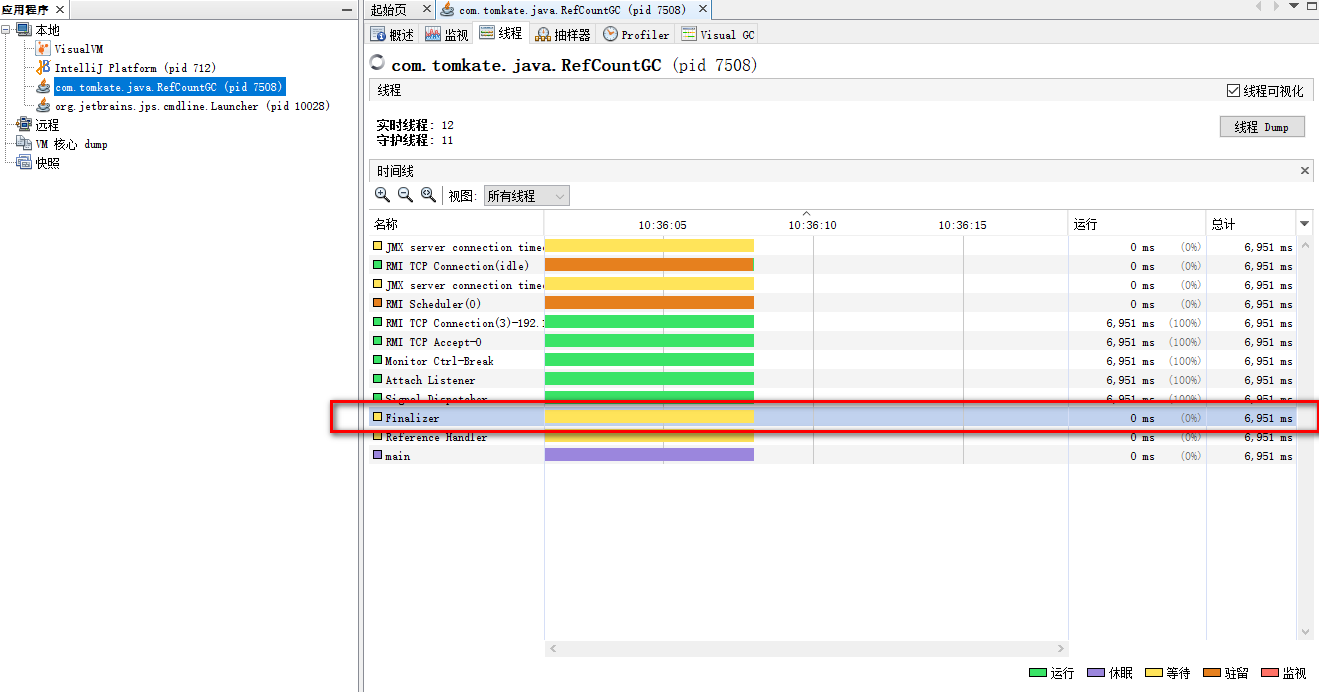 应用程序
本地
VisualVM
IntelliJ Platform (pid 712)
com.tomkate.java.RefCountGC (pid 7508)
org.jetbrains.jps.cmdline.Launcher (pid 10028)
远程
VM 核心 dump
快照
起始页 com.tomkate.java.RefCountGC (pid 7508)
概述 监视 线程 抽样器 Profiler Visual GC
com.tomkate.java.RefCountGC (pid 7508)
线程 线程可视化
实时线程: 12
守护线程: 11
线程 Dump
时间线
视图: 所有线程
名称 10:36:05 10:36:10 10:36:15 运行 总计
JMX server connection time 0 ms (0%) 6,951 ms
RMI TCP Connection(idle) 0 ms (0%) 6,951 ms
JMX server connection time 0 ms (0%) 6,951 ms
RMI Scheduler(0) 0 ms (0%) 6,951 ms
RMI TCP Connection(3)-192. 6,951 ms (100%) 6,951 ms
RMI TCP Accept-0 6,951 ms (100%) 6,951 ms
Monitor Ctrl-Break 6,951 ms (100%) 6,951 ms
Attach Listener 6,951 ms (100%) 6,951 ms
Signal Dispatcher 6,951 ms (100%) 6,951 ms
Finalizer 0 ms (0%) 6,951 ms
Reference Handler 0 ms (0%) 6,951 ms
main 0 ms (0%) 6,951 ms
运行 休眠 等待 驻留 监视